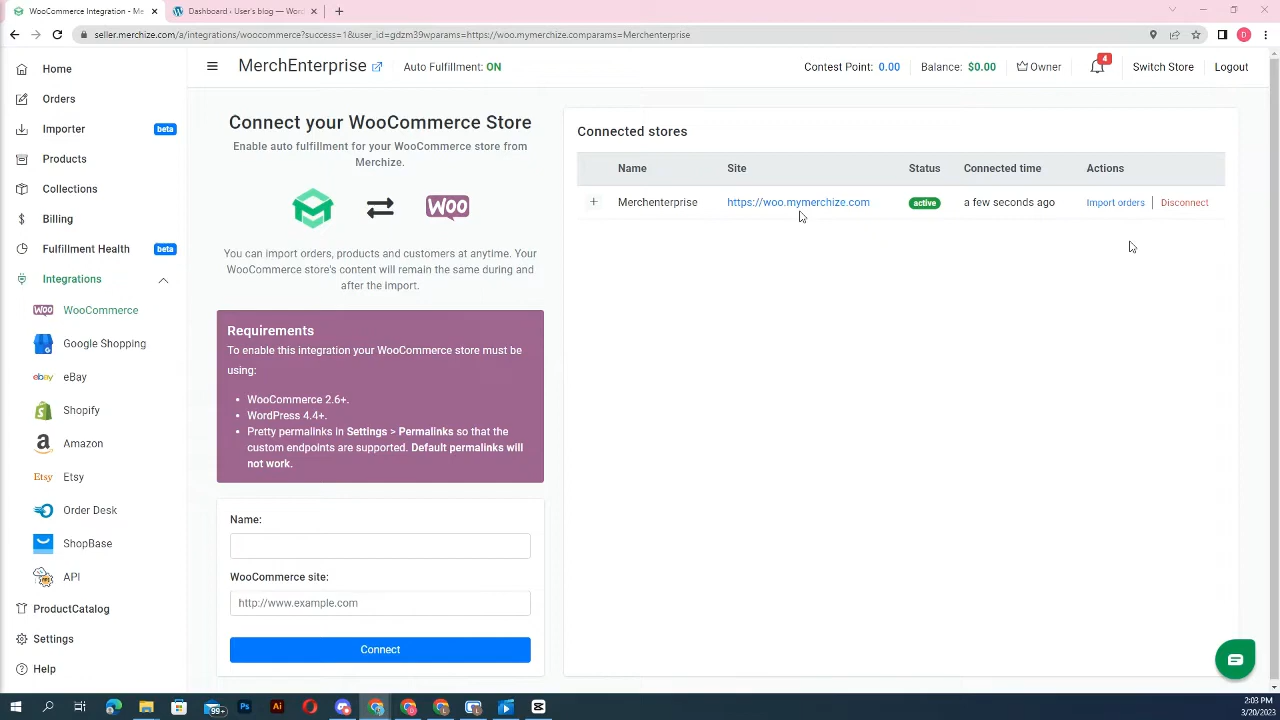 WooCommerce Integration - Me
Dashboard ‹ User's blog — Word
seller.merchize.com/a/integrations/woocommerce?success=1&user_id=gdzm39wparams=https://woo.mymerchize.comparams=Merchenterprise
D
Home
Orders
Importer beta
Products
Collections
Billing
Fulfillment Health beta
Integrations
WOO WooCommerce
Google Shopping
ebay eBay
Shopify
a Amazon
Etsy Etsy
Order Desk
ShopBase
API
ProductCatalog
Settings
Help
MerchEnterprise
Auto Fulfillment: ON
Contest Point: 0.00
Balance: $0.00
Owner
4
Switch Store
Logout
Connect your WooCommerce Store
Enable auto fulfillment for your WooCommerce store from
Merchize.
WOO
You can import orders, products and customers at anytime. Your
WooCommerce store's content will remain the same during and
after the import.
Requirements
To enable this integration your WooCommerce store must be
using:
• WooCommerce 2.6+.
• WordPress 4.4+.
• Pretty permalinks in Settings > Permalinks so that the
custom endpoints are supported. Default permalinks will
not work.
Name:
WooCommerce site:
http://www.example.com
Connect
Connected stores
Name Site Status Connected time Actions
+ Merchenterprise https://woo.mymerchize.com active a few seconds ago Import orders | Disconnect
99+
Ps
Ai
2:03 PM
3/20/2023